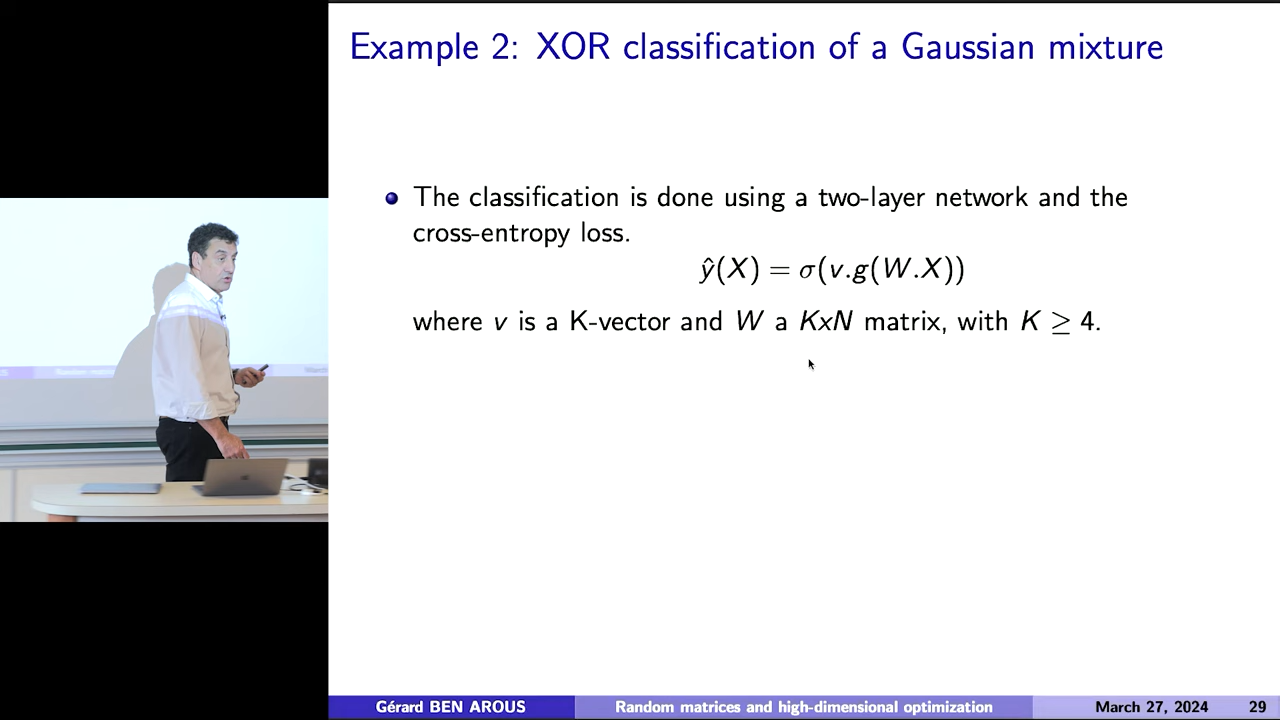 Example 2: XOR classification of a Gaussian mixture
The classification is done using a two-layer network and the
cross-entropy loss.
ŷ(X) = σ(v.g(W.X))
where v is a K-vector and W a KxN matrix, with K ≥ 4.
Gérard BEN AROUS Random matrices and high-dimensional optimization March 27, 2024 29